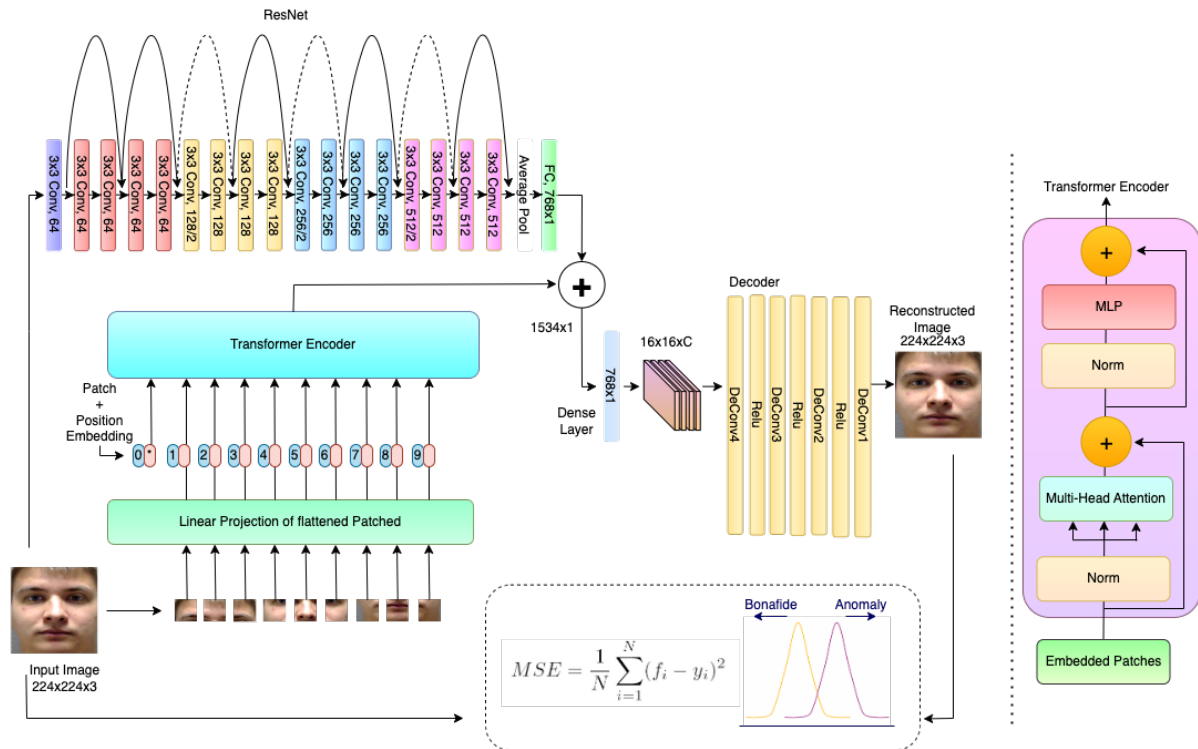 ResNet
3x3 Conv, 64
3x3 Conv, 64
3x3 Conv, 64
3x3 Conv, 64
3x3 Conv, 64
3x3 Conv, 128/2
3x3 Conv, 128
3x3 Conv, 128
3x3 Conv, 128
3x3 Conv, 256/2
3x3 Conv, 256
3x3 Conv, 256
3x3 Conv, 256
3x3 Conv, 512/2
3x3 Conv, 512
3x3 Conv, 512
3x3 Conv, 512
Average Pool
FC, 768x1
+
1534x1
Transformer Encoder
Patch
+
Position
Embedding
0 * 1 2 3 4 5 6 7 8 9
Linear Projection of flattened Patched
Input Image
224x224x3
768x1
Dense
Layer
16x16xC
Decoder
DeConv4
Relu
DeConv3
Relu
DeConv2
Relu
DeConv1
Reconstructed
Image
224x224x3
MSE = \frac{1}{N} \sum_{i=1}^{N} (f_i - y_i)^2
Bonafide Anomaly
Transformer Encoder
+
MLP
Norm
+
Multi-Head Attention
Norm
Embedded Patches